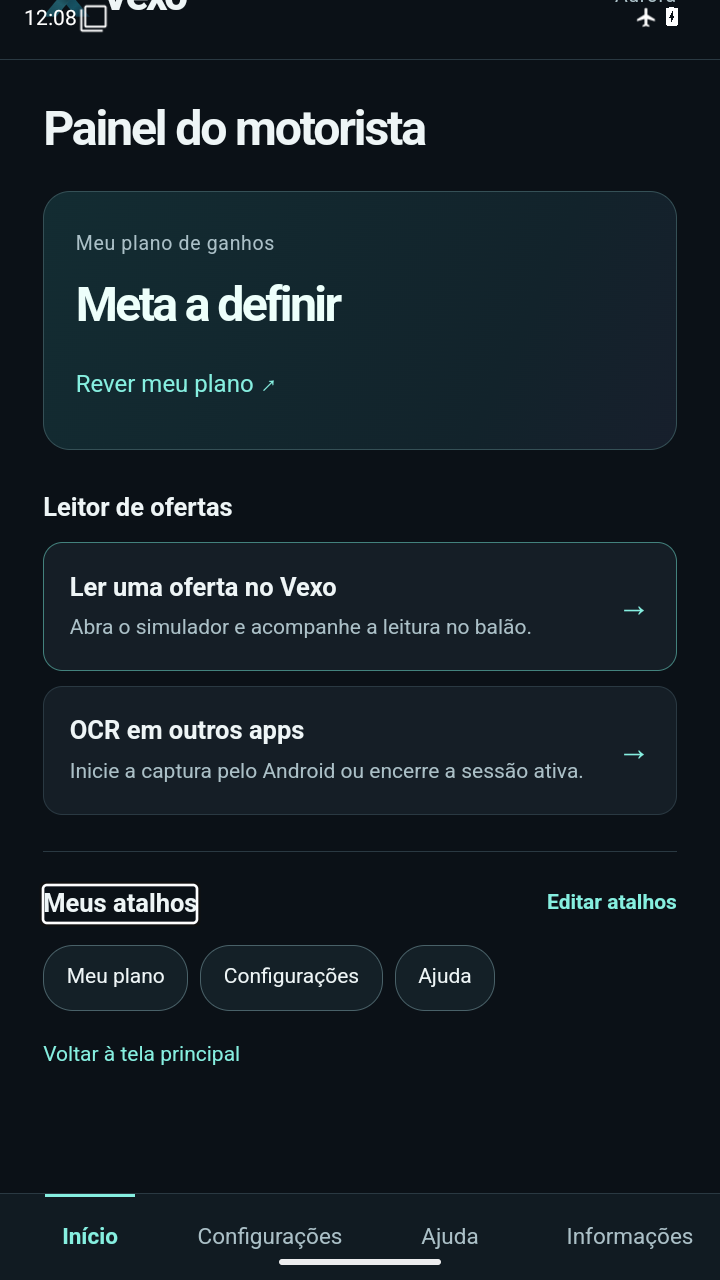 Vexo
12:08
Painel do motorista
Meu plano de ganhos
Meta a definir
Rever meu plano ↗
Leitor de ofertas
Ler uma oferta no Vexo
Abra o simulador e acompanhe a leitura no balão.
→
OCR em outros apps
Inicie a captura pelo Android ou encerre a sessão ativa.
→
Meus atalhos
Editar atalhos
Meu plano
Configurações
Ajuda
Voltar à tela principal
Início
Configurações
Ajuda
Informações